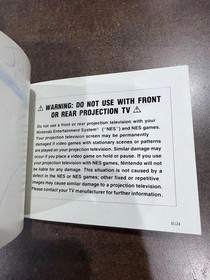 ⚠ WARNING: DO NOT USE WITH FRONT
OR REAR PROJECTION TV ⚠
Do not use a front or rear projection television with your
Nintendo Entertainment System® ("NES") and NES games.
Your projection television screen may be permanently
damaged if video games with stationary scenes or patterns
are played on your projection television. Similar damage may
occur if you place a video game on hold or pause. If you use
your projection television with NES games, Nintendo will not
be liable for any damage. This situation is not caused by a
defect in the NES or NES games; other fixed or repetitive
images may cause similar damage to a projection television.
Please contact your TV manufacturer for further information.